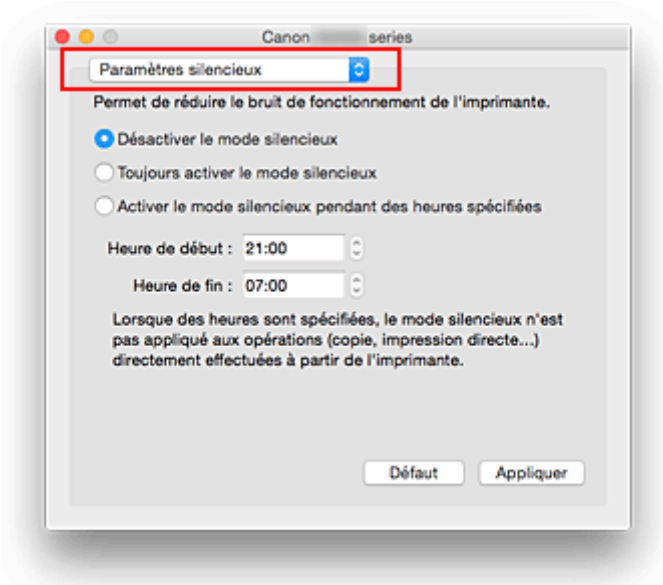 Canon series
Paramètres silencieux
Permet de réduire le bruit de fonctionnement de l'imprimante.
Désactiver le mode silencieux
Toujours activer le mode silencieux
Activer le mode silencieux pendant des heures spécifiées
Heure de début : 21:00
Heure de fin : 07:00
Lorsque des heures sont spécifiées, le mode silencieux n'est
pas appliqué aux opérations (copie, impression directe...)
directement effectuées à partir de l'imprimante.
Défaut Appliquer